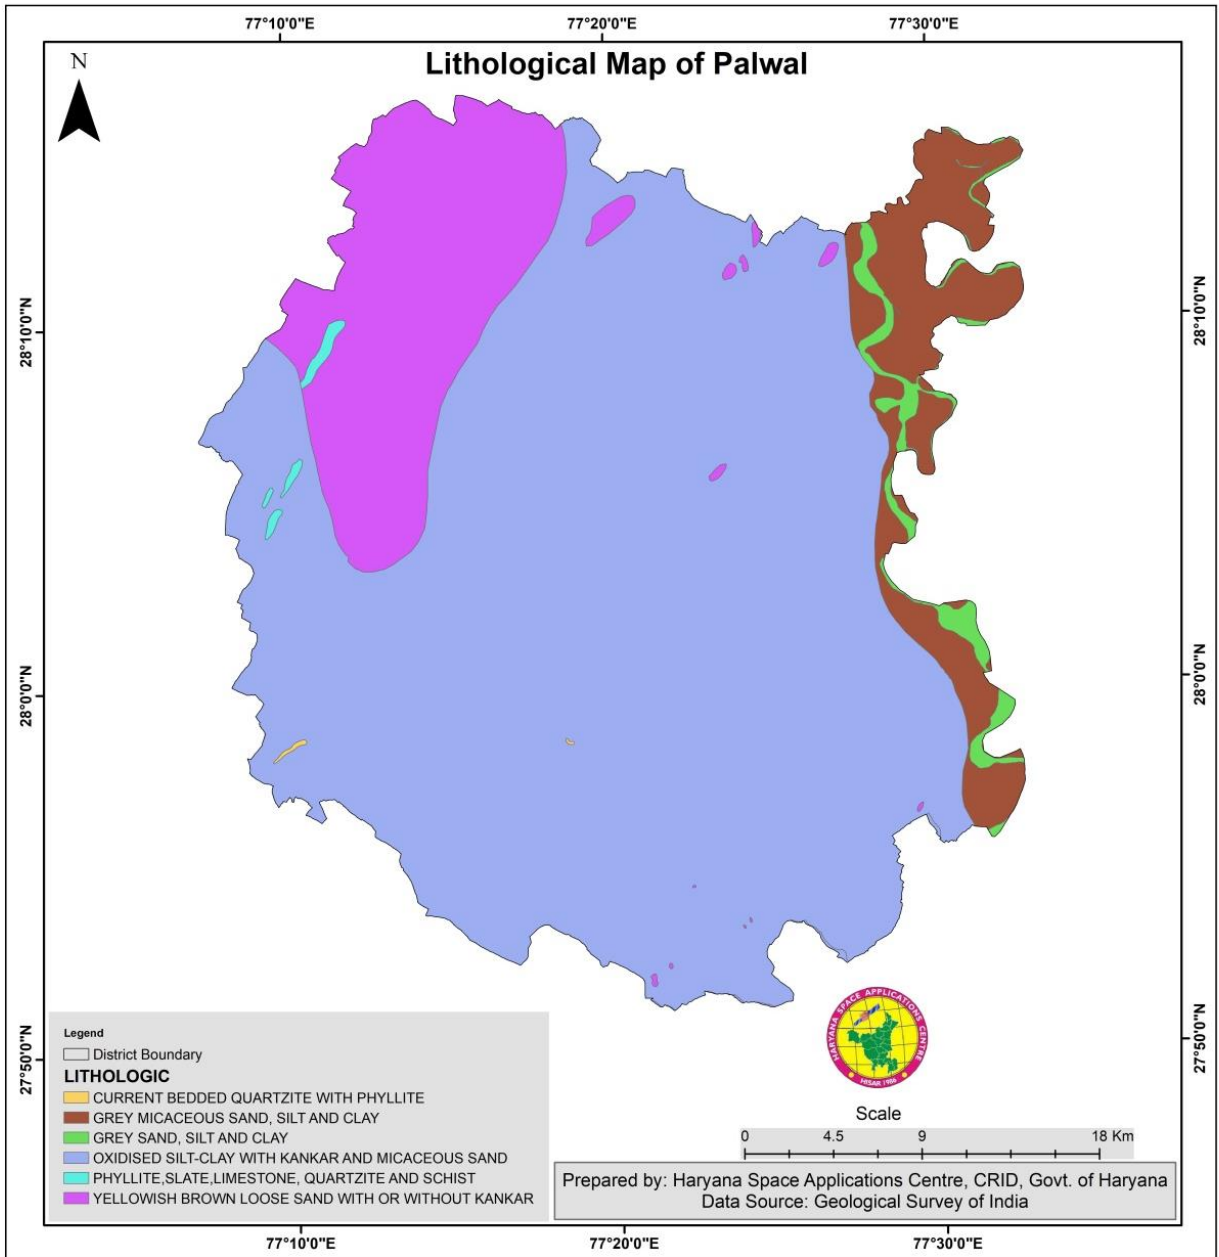 77°10'0"E 77°20'0"E 77°30'0"E
Lithological Map of Palwal
N
28°10'0"N 28°10'0"N
28°0'0"N 28°0'0"N
27°50'0"N 27°50'0"N
HARYANA SPACE APPLICATIONS CENTRE
HISAR 1986
Legend
District Boundary
LITHOLOGIC
CURRENT BEDDED QUARTZITE WITH PHYLLITE
GREY MICACEOUS SAND, SILT AND CLAY
GREY SAND, SILT AND CLAY
OXIDISED SILT-CLAY WITH KANKAR AND MICACEOUS SAND
PHYLLITE,SLATE,LIMESTONE, QUARTZITE AND SCHIST
YELLOWISH BROWN LOOSE SAND WITH OR WITHOUT KANKAR
Scale
0 4.5 9 18 Km
Prepared by: Haryana Space Applications Centre, CRID, Govt. of Haryana
Data Source: Geological Survey of India
77°10'0"E 77°20'0"E 77°30'0"E